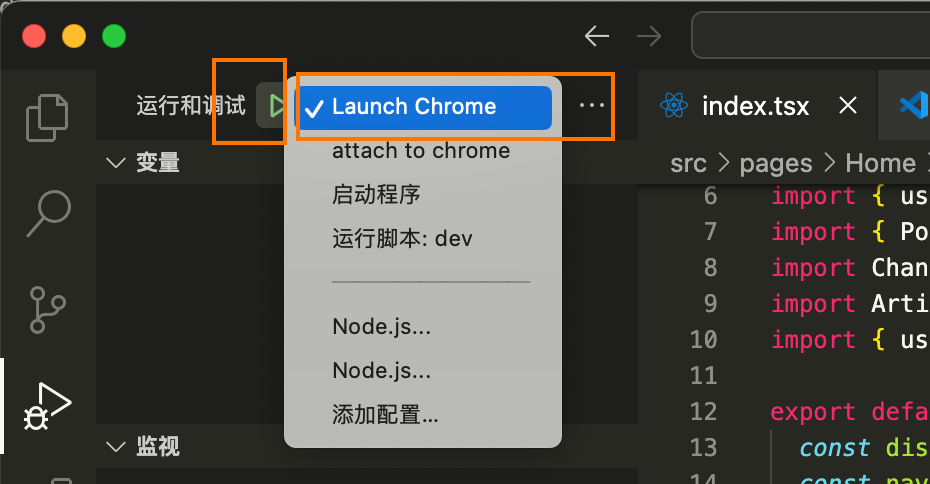 运行和调试
✓ Launch Chrome
...
attach to chrome
启动程序
运行脚本: dev
Node.js...
Node.js...
添加配置...
变量
监视
index.tsx
src > pages > Home >
6 import { us
7 import { Po
8 import Chan
9 import Arti
10 import { us
11
12 export defa
13 const dis
14 const nav